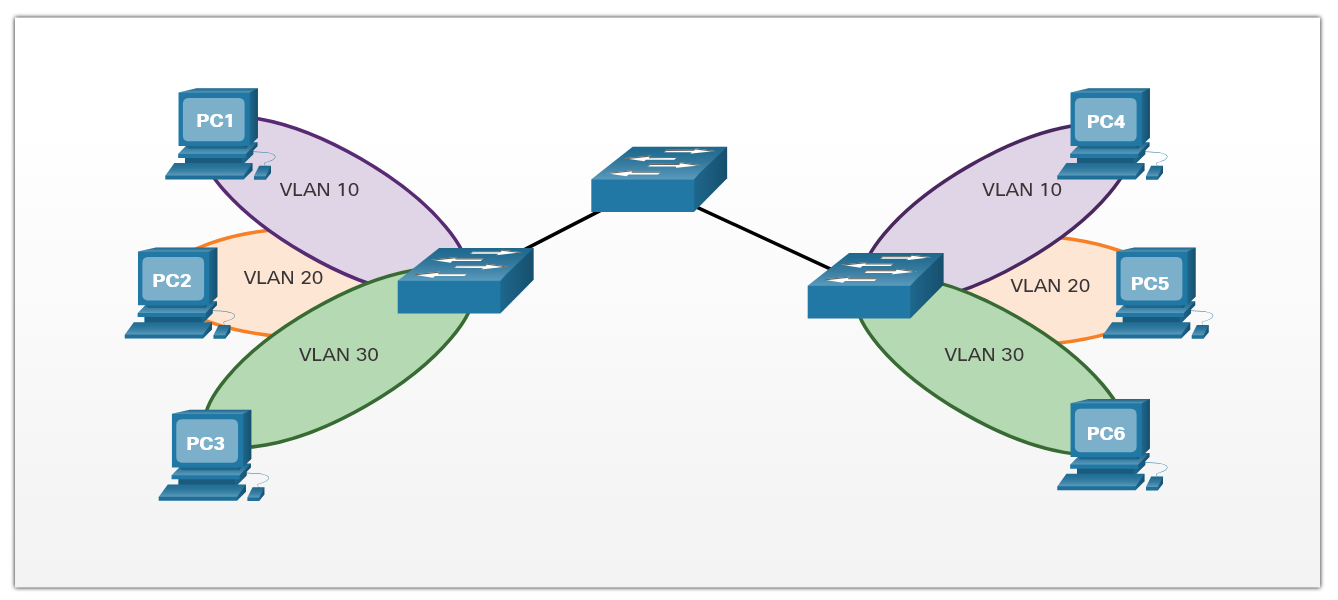 PC1
VLAN 10
PC2
VLAN 20
VLAN 30
PC3
PC4
VLAN 10
PC5
VLAN 20
VLAN 30
PC6